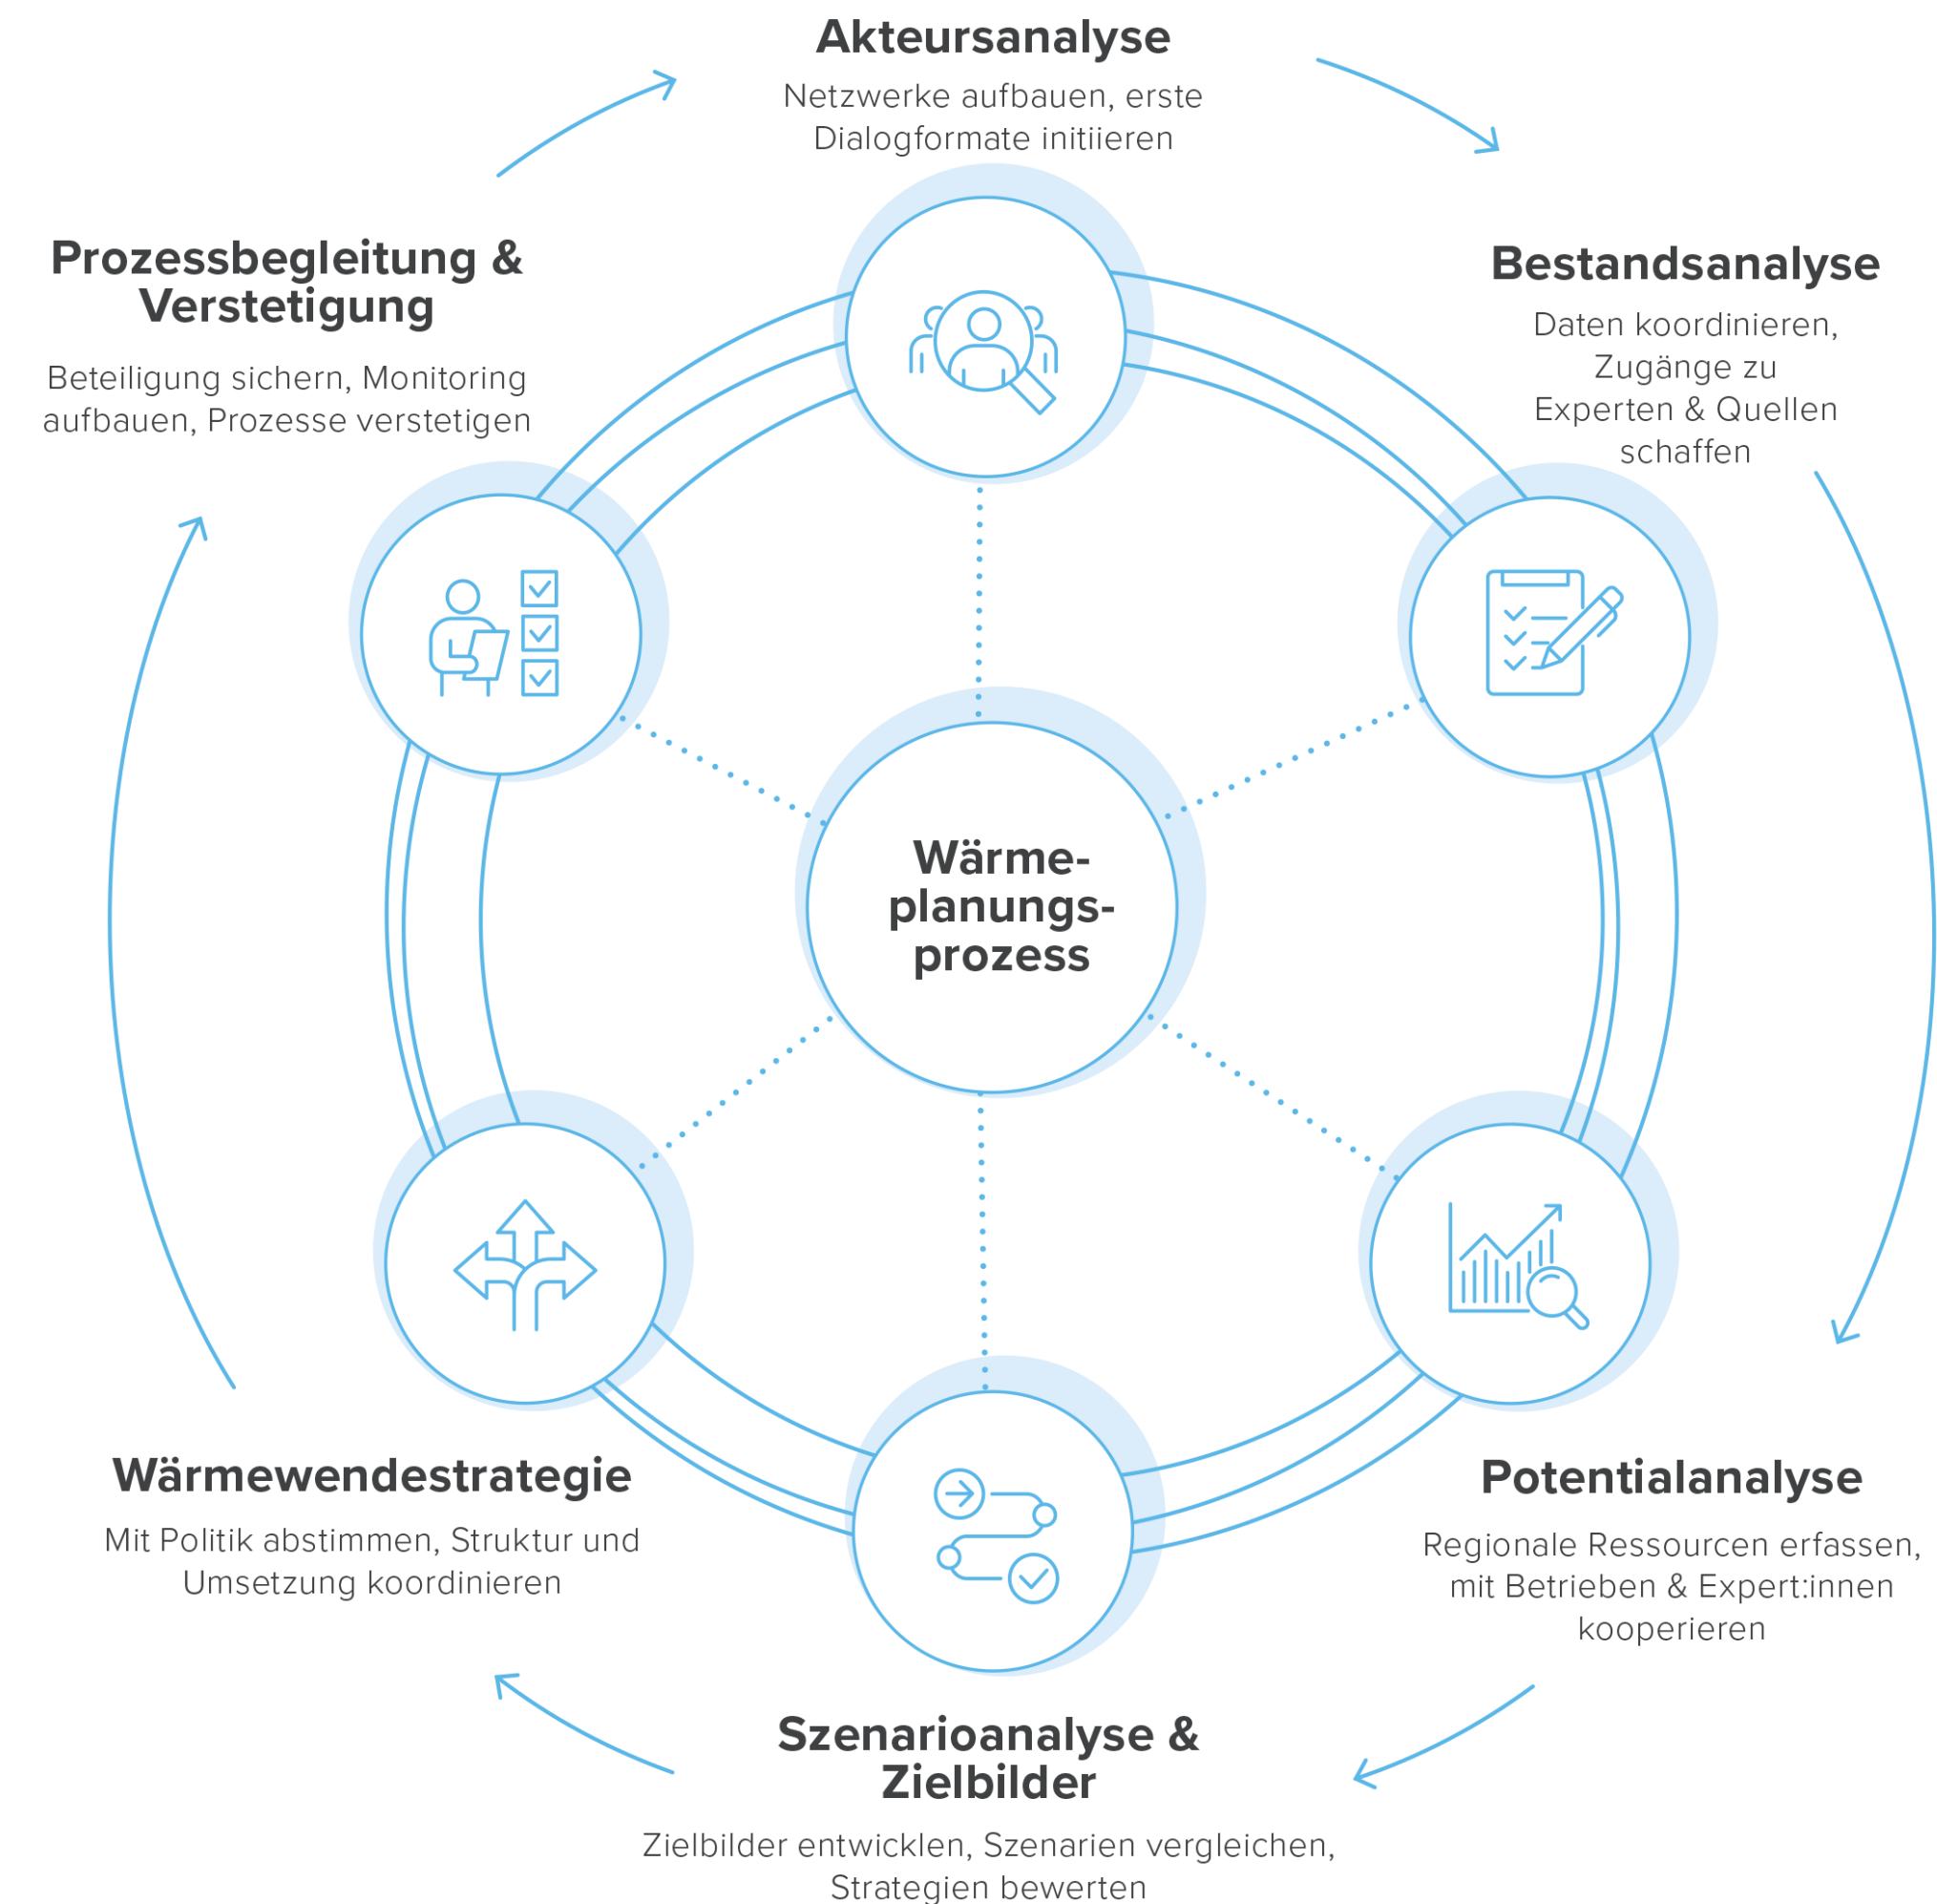 Akteursanalyse
Netzwerke aufbauen, erste
Dialogformate initiieren
Bestandsanalyse
Daten koordinieren,
Zugänge zu
Experten & Quellen
schaffen
Potentialanalyse
Regionale Ressourcen erfassen,
mit Betrieben & Expert:innen
kooperieren
Szenarioanalyse &
Zielbilder
Zielbilder entwicklen, Szenarien vergleichen,
Strategien bewerten
Wärmewendestrategie
Mit Politik abstimmen, Struktur und
Umsetzung koordinieren
Prozessbegleitung &
Verstetigung
Beteiligung sichern, Monitoring
aufbauen, Prozesse verstetigen
Wärme-
planungs-
prozess